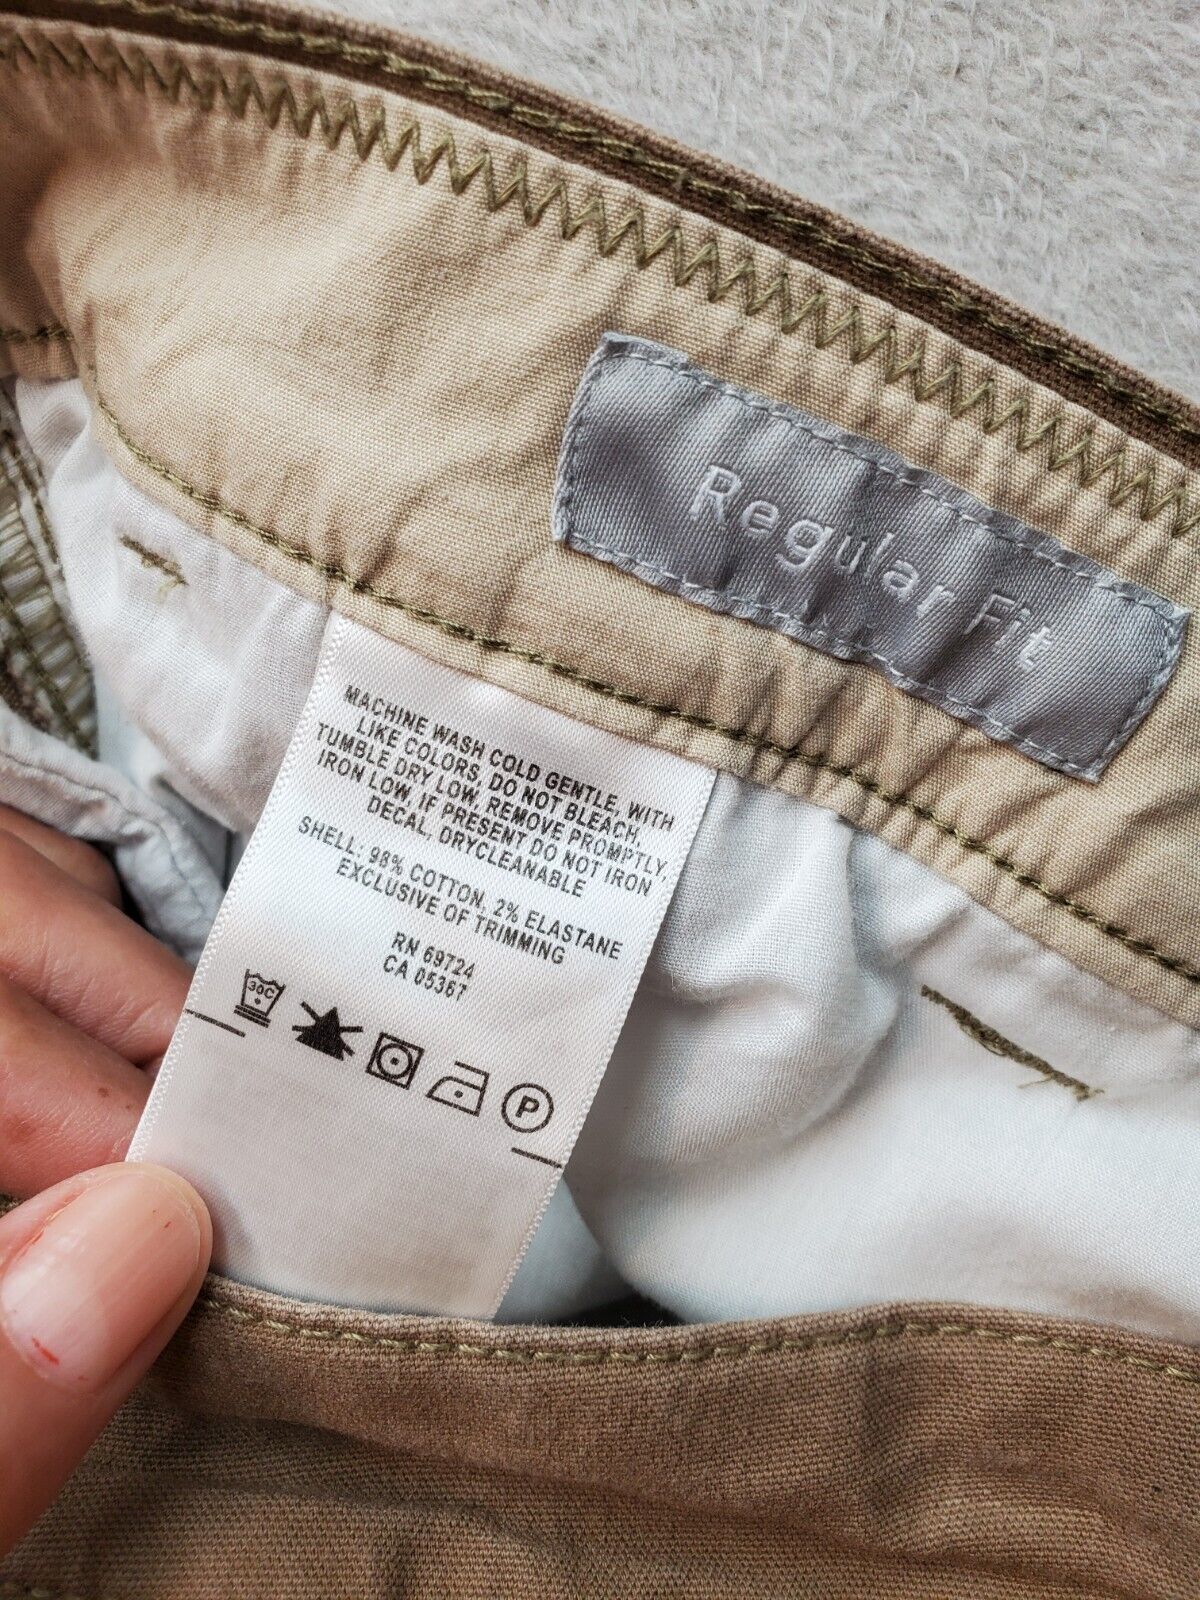 Regular Fit
MACHINE WASH COLD GENTLE, WITH
LIKE COLORS, DO NOT BLEACH,
TUMBLE DRY LOW, REMOVE PROMPTLY,
IRON LOW, IF PRESENT DO NOT IRON
DECAL, DRYCLEANABLE
SHELL: 98% COTTON, 2% ELASTANE
EXCLUSIVE OF TRIMMING
RN 69724
CA 05367
30C
P